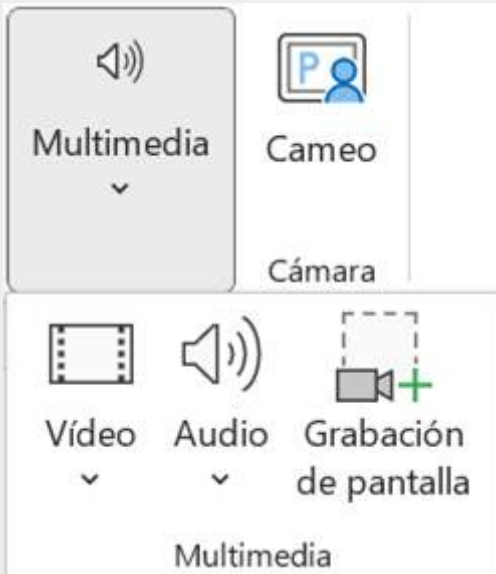 Multimedia
Cameo
Cámara
Vídeo
Audio
Grabación
de pantalla
Multimedia